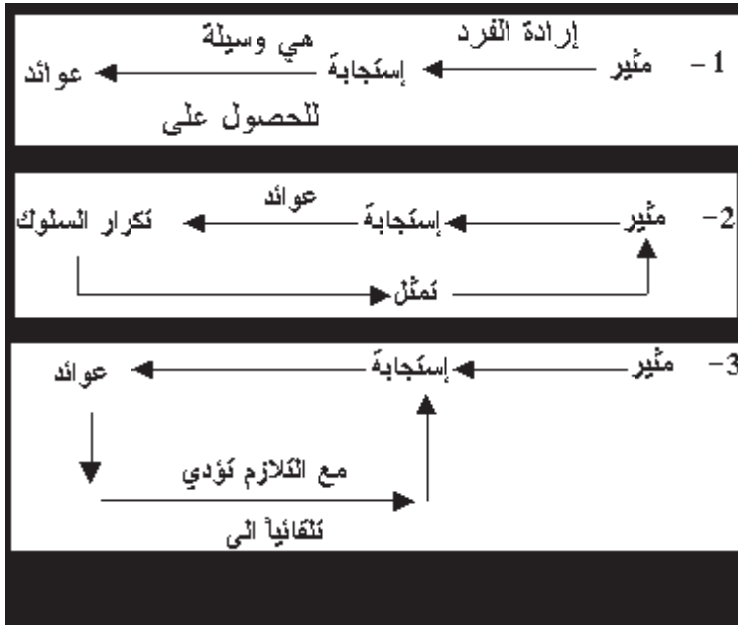 إرادة الفرد هي وسيلة
1- مثير إستجابة عوائد
للحصول على
عوائد
2- مثير إستجابة تكرار السلوك
تمثل
3- مثير إستجابة عوائد
مع التلازم تؤدي
تلقائياً الى